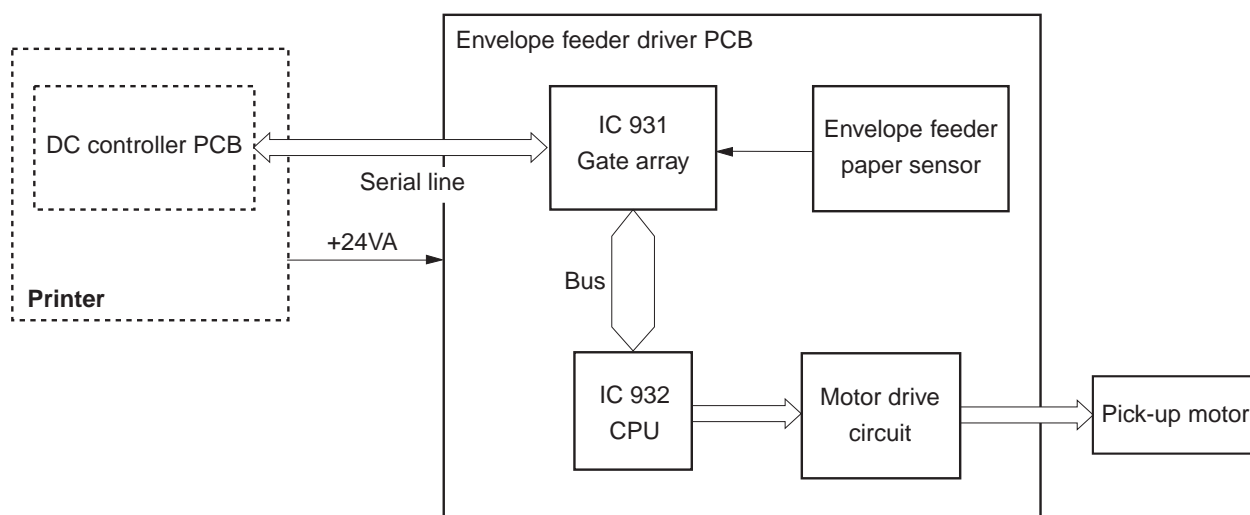 Envelope feeder driver PCB
DC controller PCB
IC 931
Gate array
Envelope feeder
paper sensor
Serial line
+24VA
Printer
Bus
IC 932
CPU
Motor drive
circuit
Pick-up motor